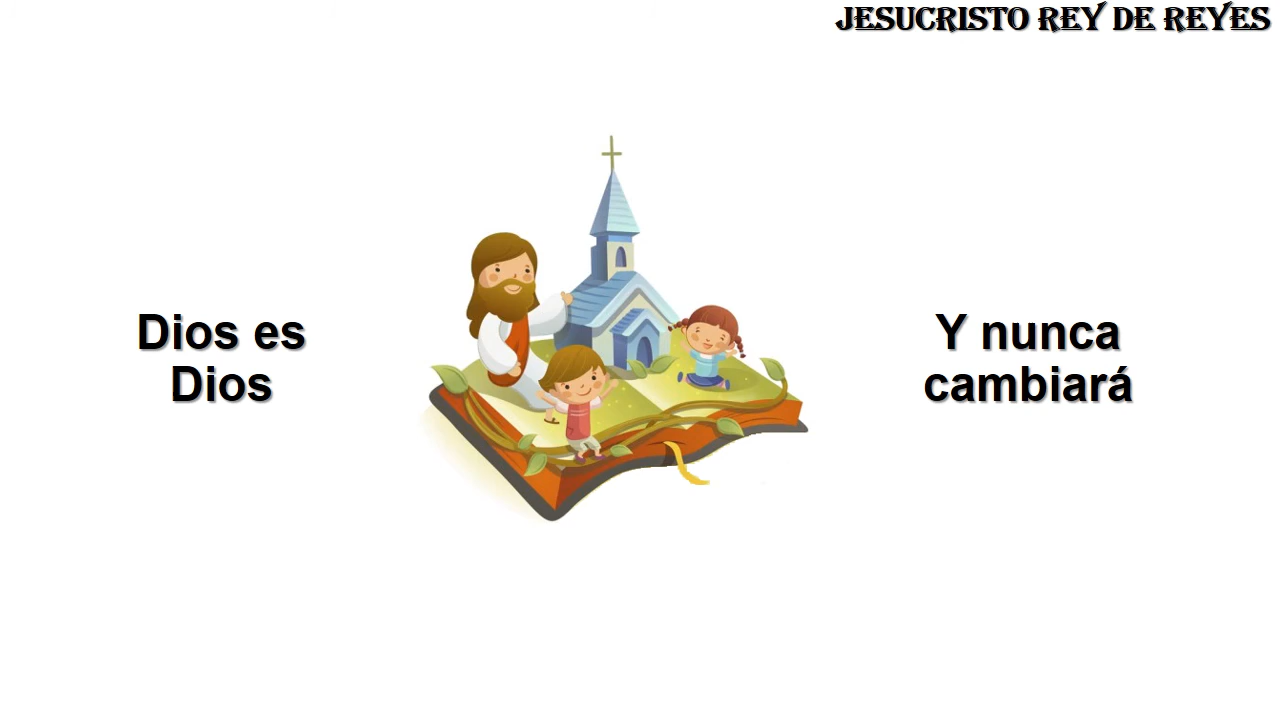 JESUCRISTO REY DE REYES
Dios es
Dios
Y nunca
cambiará